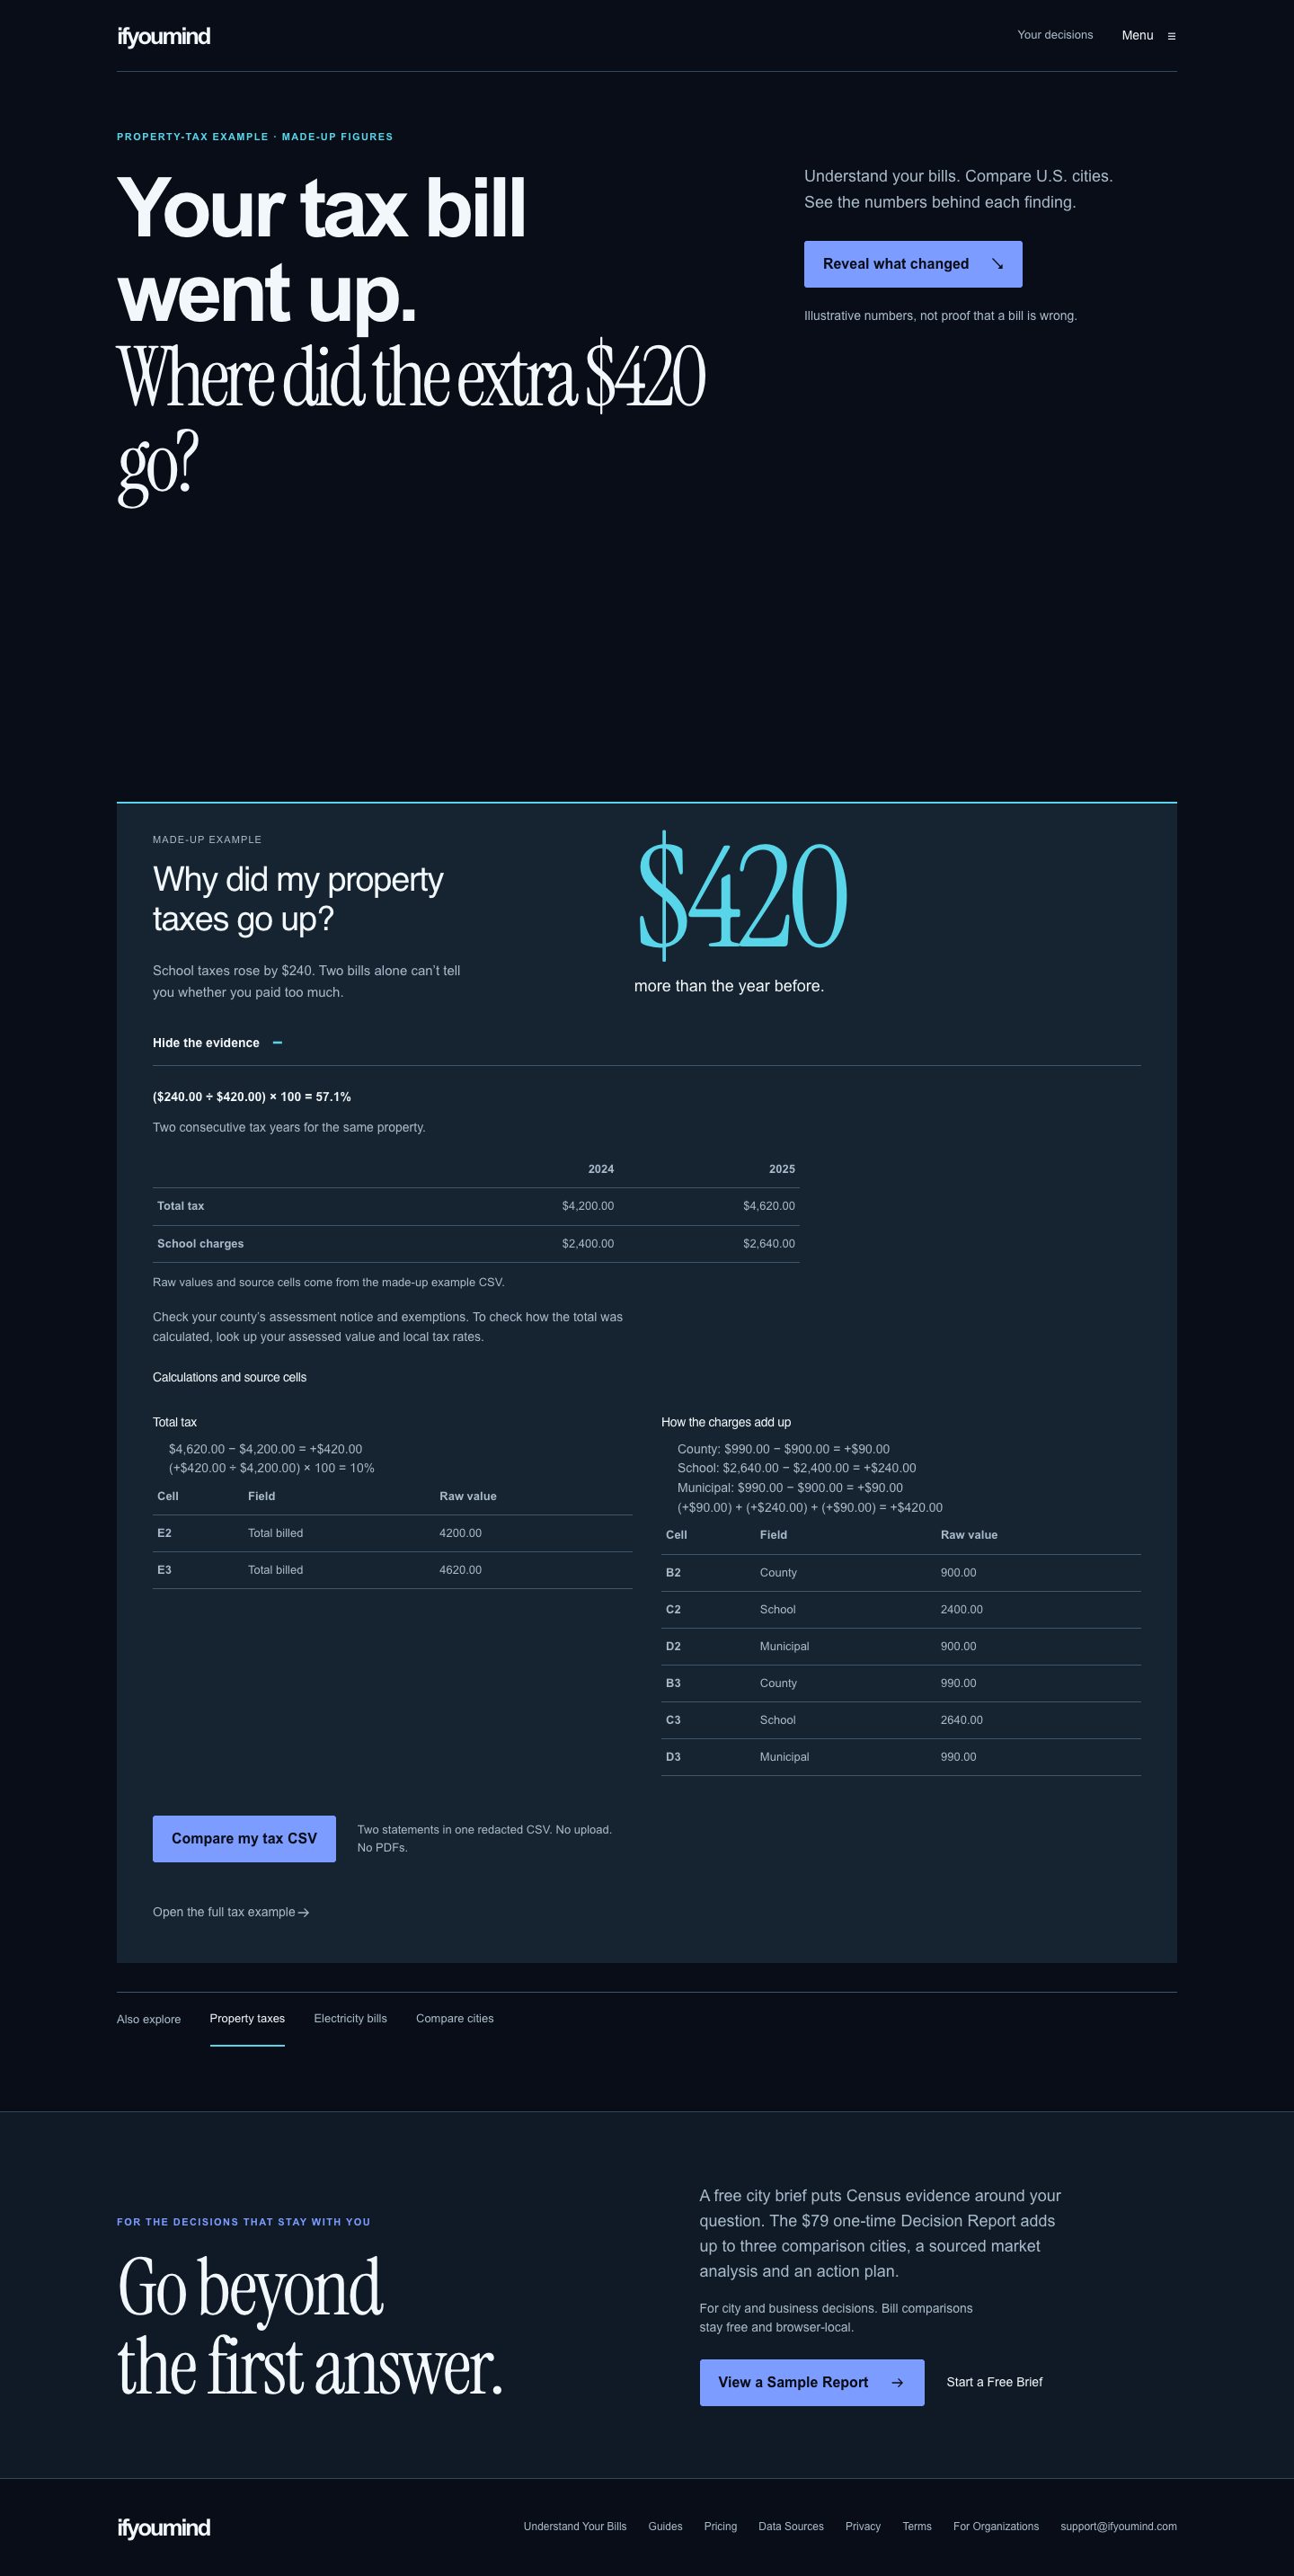 ifyoumind
Your decisions
Menu ≡
PROPERTY-TAX EXAMPLE · MADE-UP FIGURES
Your tax bill
went up.
Where did the extra $420
go?
Understand your bills. Compare U.S. cities.
See the numbers behind each finding.
Reveal what changed ↘
Illustrative numbers, not proof that a bill is wrong.
MADE-UP EXAMPLE
Why did my property
taxes go up?
School taxes rose by $240. Two bills alone can’t tell
you whether you paid too much.
$420
more than the year before.
Hide the evidence −
($240.00 ÷ $420.00) × 100 = 57.1%
Two consecutive tax years for the same property.
2024 2025
Total tax $4,200.00 $4,620.00
School charges $2,400.00 $2,640.00
Raw values and source cells come from the made-up example CSV.
Check your county’s assessment notice and exemptions. To check how the total was
calculated, look up your assessed value and local tax rates.
Calculations and source cells
Total tax
$4,620.00 − $4,200.00 = +$420.00
(+$420.00 ÷ $4,200.00) × 100 = 10%
Cell Field Raw value
E2 Total billed 4200.00
E3 Total billed 4620.00
How the charges add up
County: $990.00 − $900.00 = +$90.00
School: $2,640.00 − $2,400.00 = +$240.00
Municipal: $990.00 − $900.00 = +$90.00
(+$90.00) + (+$240.00) + (+$90.00) = +$420.00
Cell Field Raw value
B2 County 900.00
C2 School 2400.00
D2 Municipal 900.00
B3 County 990.00
C3 School 2640.00
D3 Municipal 990.00
Compare my tax CSV
Two statements in one redacted CSV. No upload.
No PDFs.
Open the full tax example →
Also explore Property taxes Electricity bills Compare cities
FOR THE DECISIONS THAT STAY WITH YOU
Go beyond
the first answer.
A free city brief puts Census evidence around your
question. The $79 one-time Decision Report adds
up to three comparison cities, a sourced market
analysis and an action plan.
For city and business decisions. Bill comparisons
stay free and browser-local.
View a Sample Report →
Start a Free Brief
ifyoumind
Understand Your Bills Guides Pricing Data Sources Privacy Terms For Organizations support@ifyoumind.com